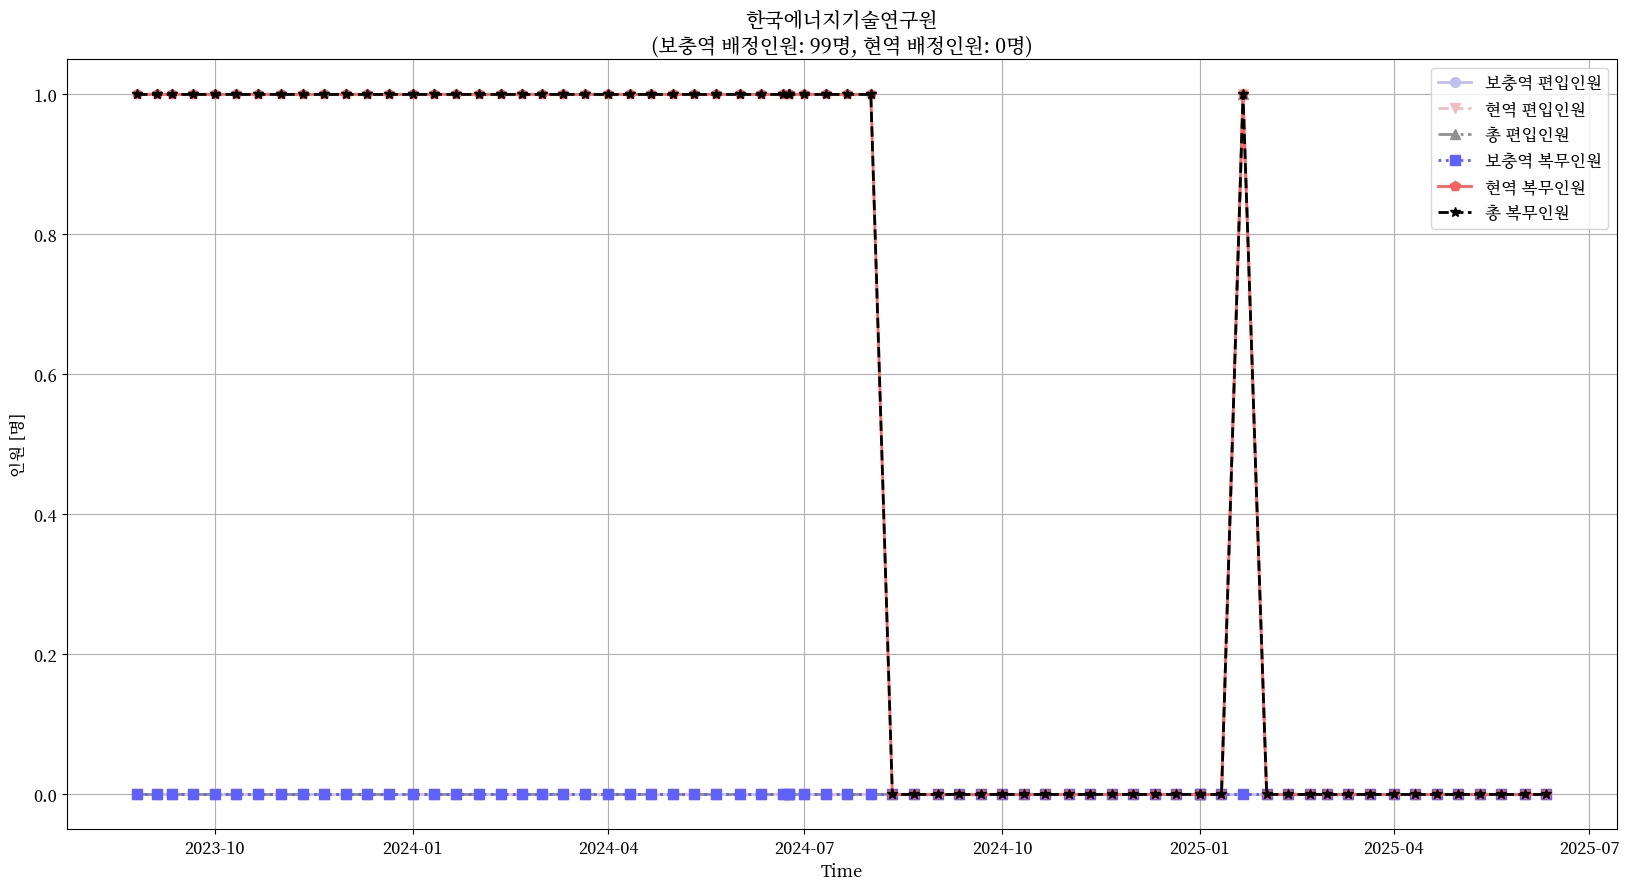 한국에너지기술연구원
(보충역 배정인원: 99명, 현역 배정인원: 0명)
보충역 편입인원
현역 편입인원
총 편입인원
보충역 복무인원
현역 복무인원
총 복무인원
인원 [명]
1.0
0.8
0.6
0.4
0.2
0.0
2023-10
2024-01
2024-04
2024-07
2024-10
2025-01
2025-04
2025-07
Time